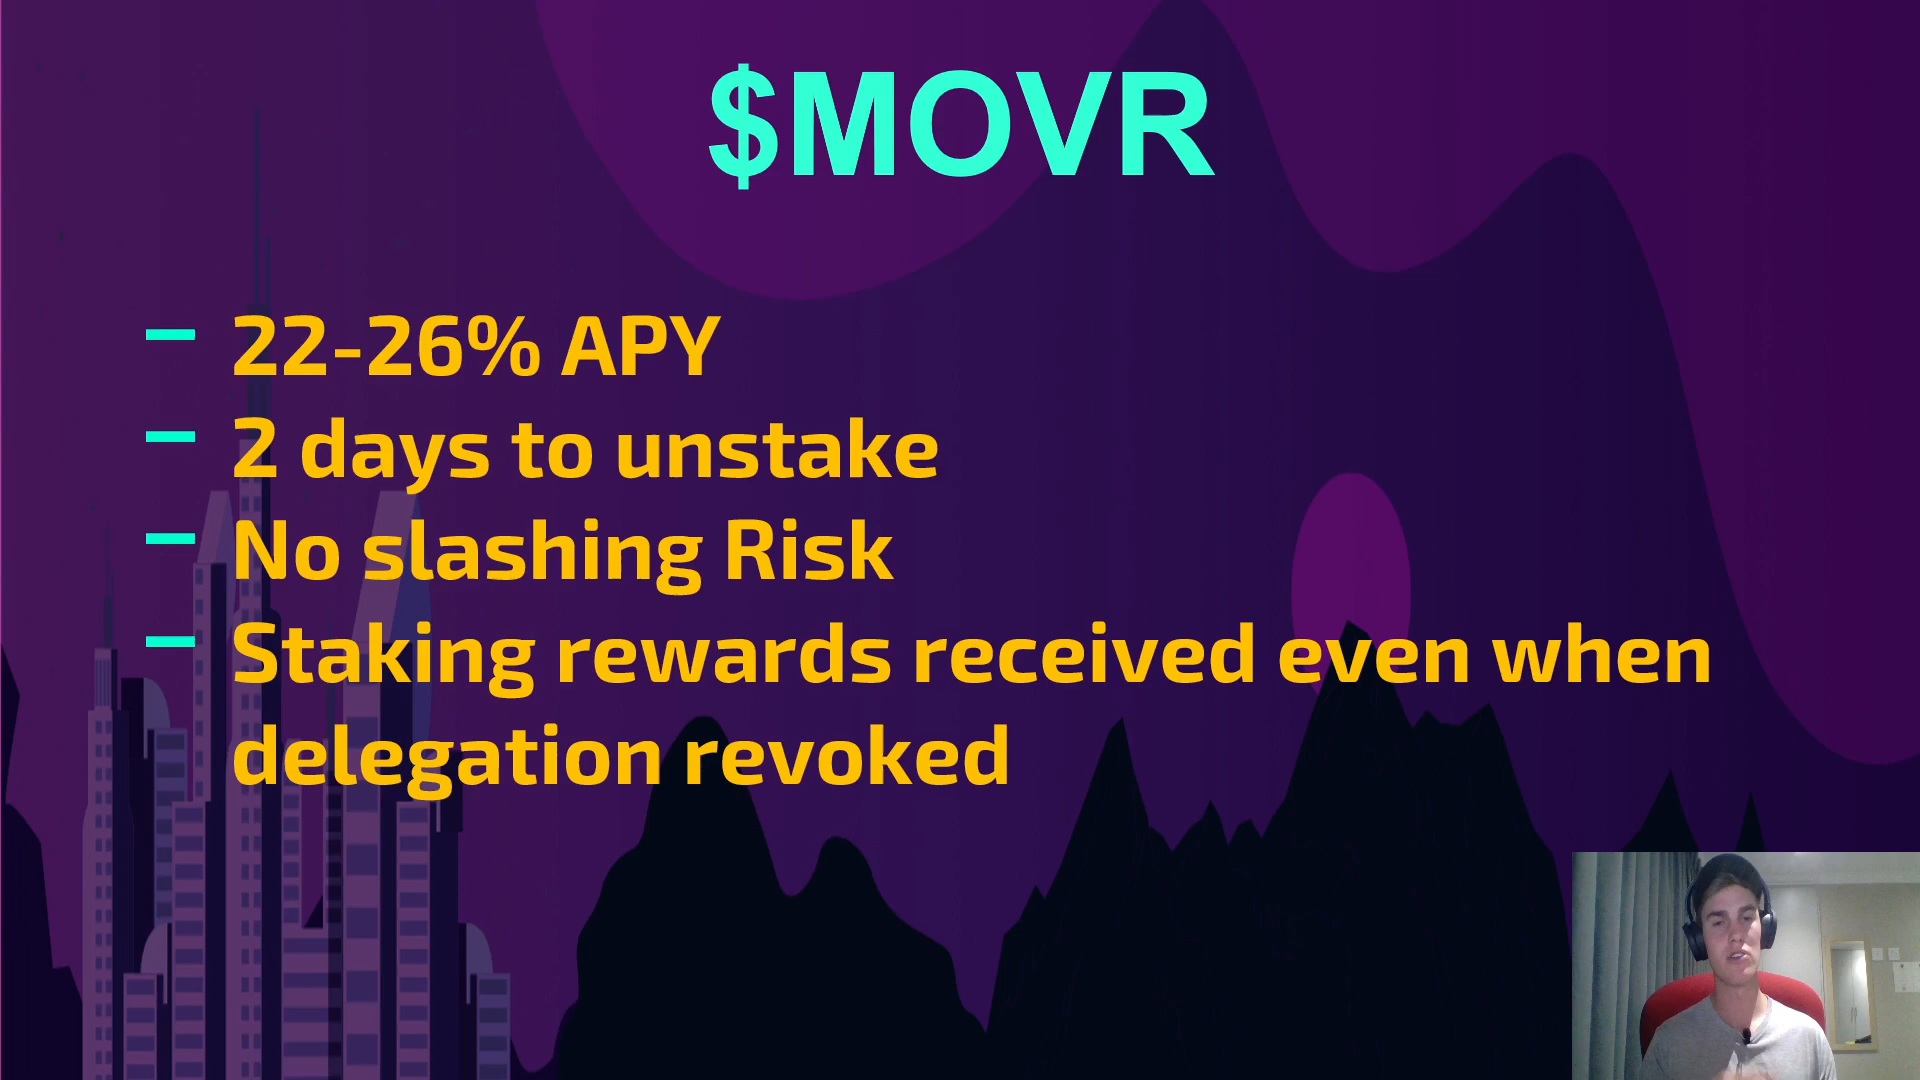 $MOVR
– 22-26% APY
– 2 days to unstake
– No slashing Risk
– Staking rewards received even when
delegation revoked